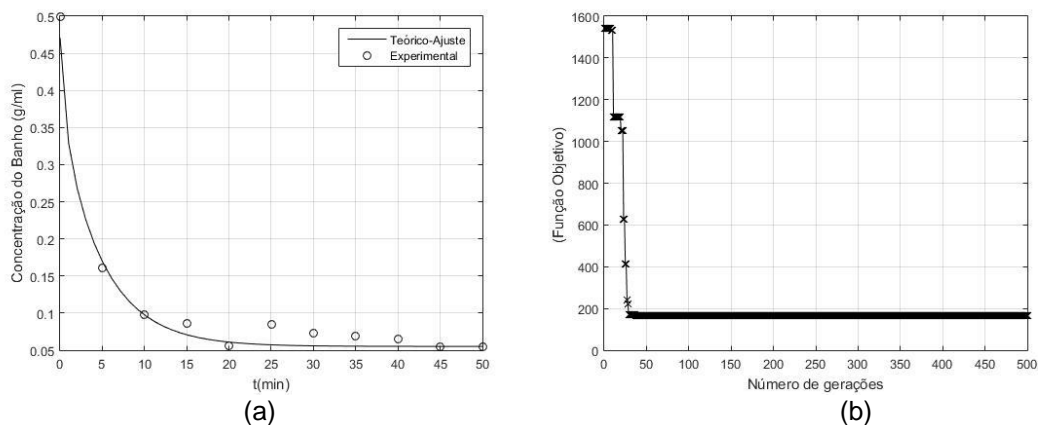 0.5
0.45
0.4
0.35
0.3
0.25
0.2
0.15
0.1
0.05
Concentração do Banho (g/ml)
0 5 10 15 20 25 30 35 40 45 50
t(min)
Teórico-Ajuste
Experimental
(a)
1600
1400
1200
1000
800
600
400
200
0
(Função Objetivo)
0 50 100 150 200 250 300 350 400 450 500
Número de gerações
(b)